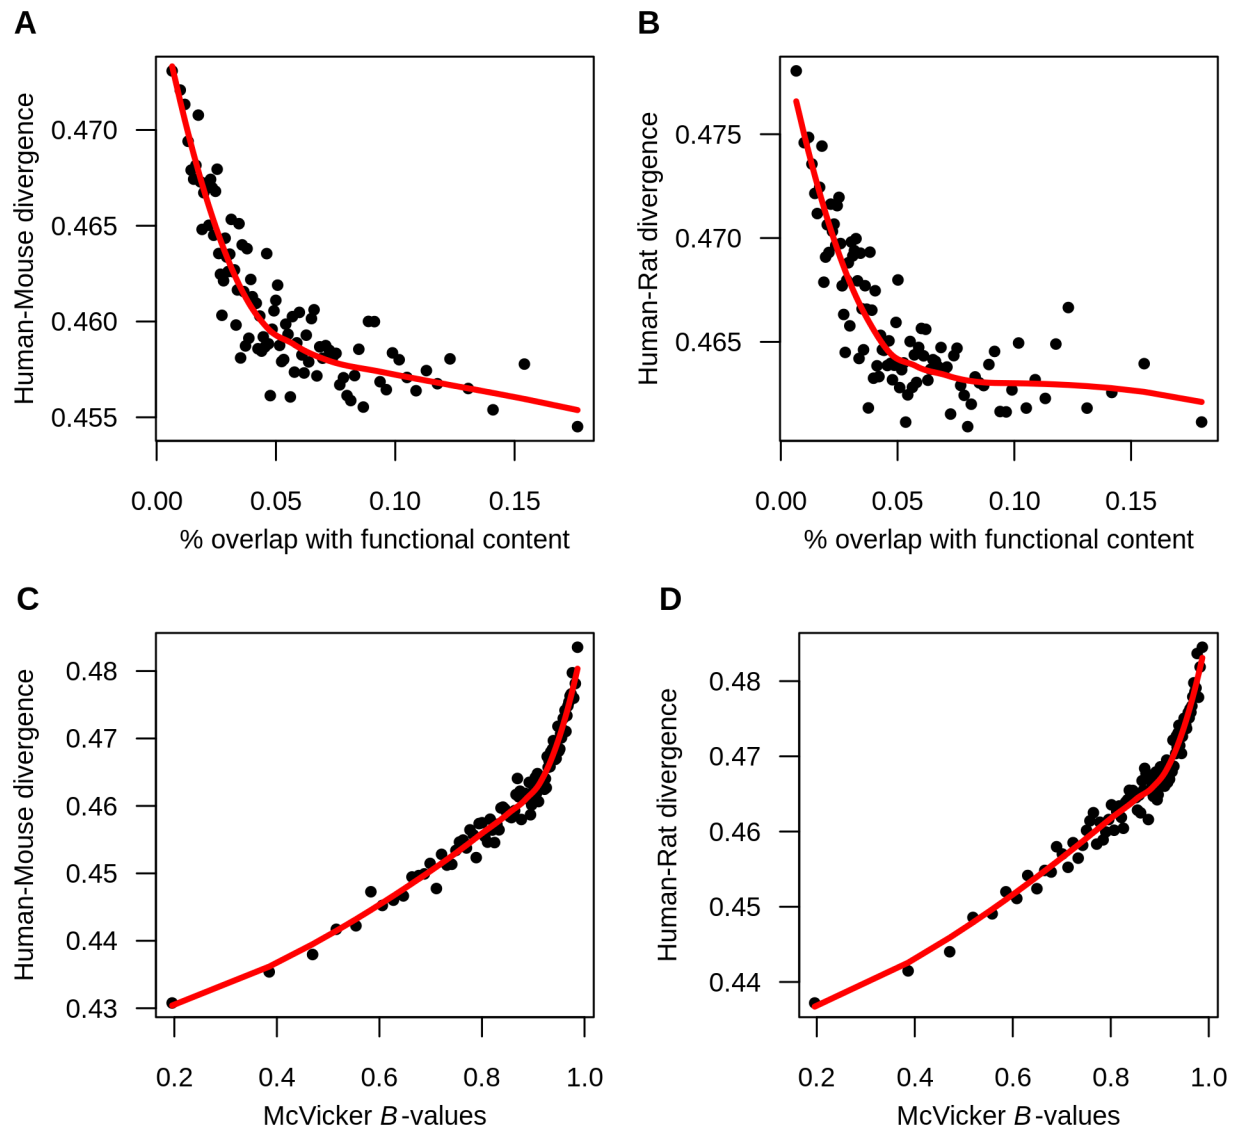 A
Human-Mouse divergence
0.470
0.465
0.460
0.455
0.00 0.05 0.10 0.15
% overlap with functional content
B
Human-Rat divergence
0.475
0.470
0.465
0.00 0.05 0.10 0.15
% overlap with functional content
C
Human-Mouse divergence
0.48
0.47
0.46
0.45
0.44
0.43
0.2 0.4 0.6 0.8 1.0
McVicker B-values
D
Human-Rat divergence
0.48
0.47
0.46
0.45
0.44
0.2 0.4 0.6 0.8 1.0
McVicker B-values